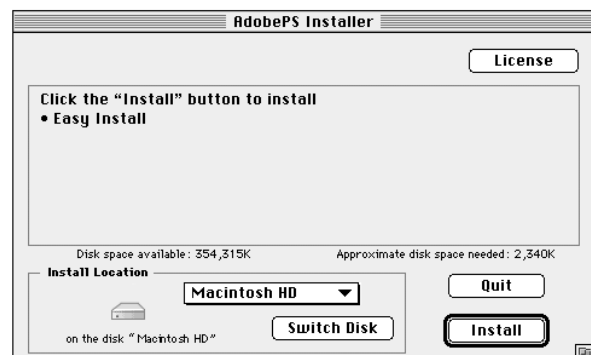 AdobePS Installer
License
Click the “Install” button to install
• Easy Install
Disk space available: 354,315K Approximate disk space needed: 2,340K
Install Location
Macintosh HD
Quit
on the disk “Macintosh HD”
Switch Disk
Install